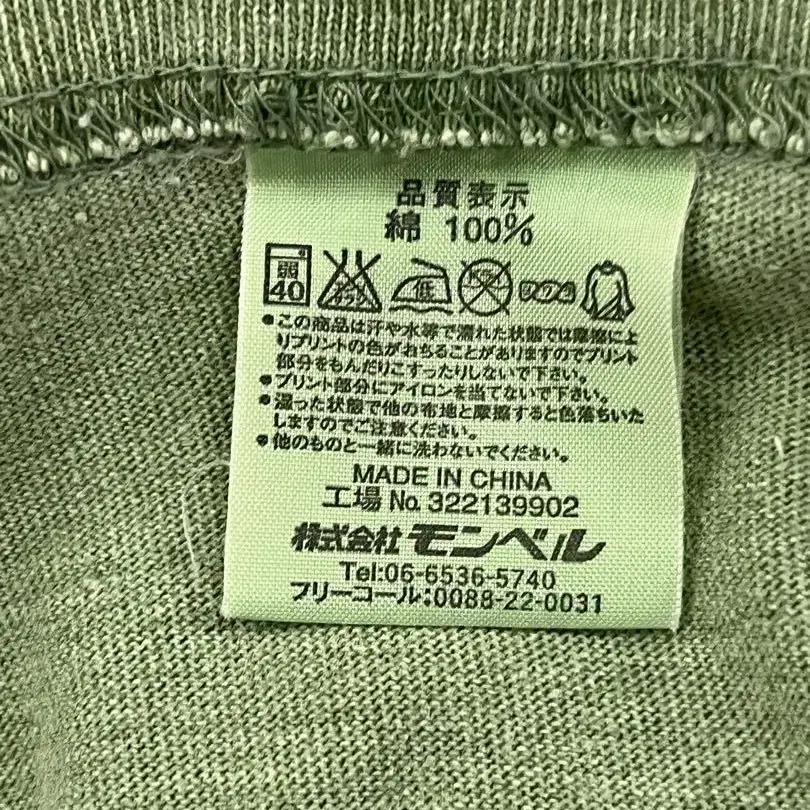 品質表示
綿 100%
弱 40 エンソサラシ 低 ドライ
●この商品は汗や水等で濡れた状態では摩擦によ
りプリントの色がおちることがありますのでプリント
部分をもんだりこすったりしないで下さい。
●プリント部分にアイロンを当てないで下さい。
●湿った状態で他の布地と摩擦すると色落ちいた
しますのでご注意ください。
●他のものと一緒に洗わないでください。
MADE IN CHINA
工場 No. 322139902
株式会社 モンベル
Tel:06-6536-5740
フリーコール:0088-22-0031